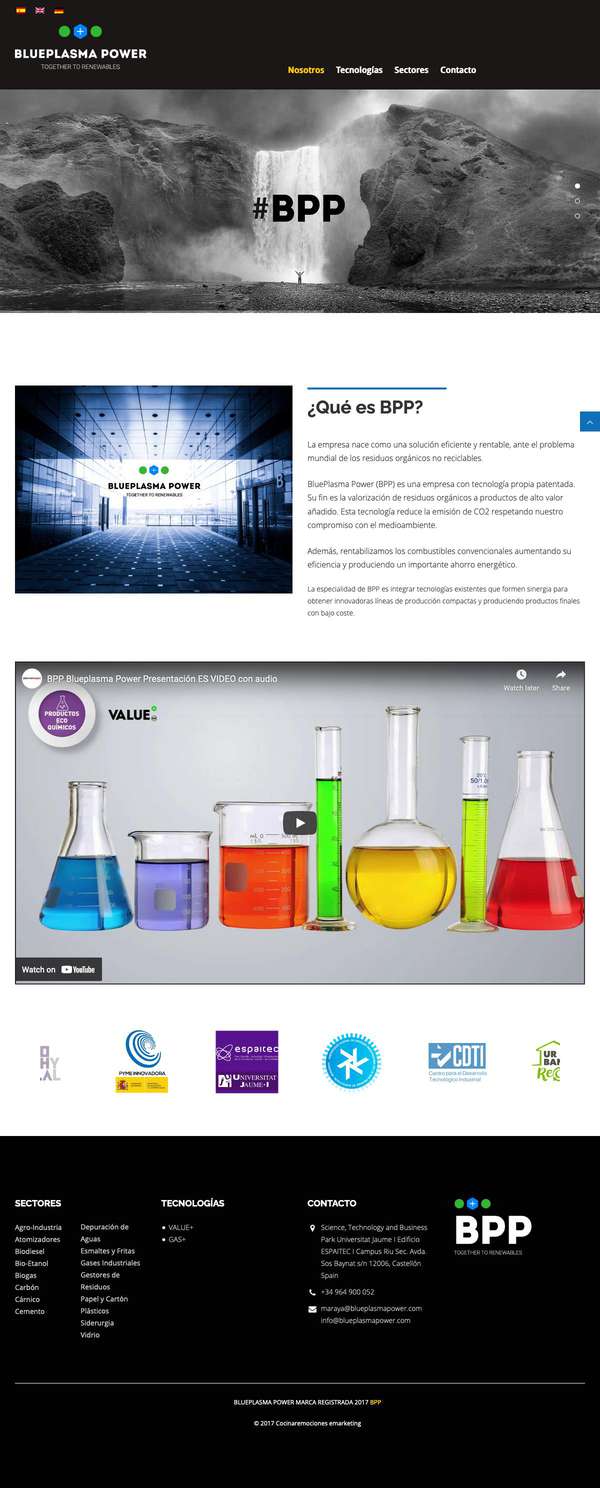 BLUEPLASMA POWER
TOGETHER TO RENEWABLES
Nosotros Tecnologías Sectores Contacto
#BPP
BLUEPLASMA POWER
TOGETHER TO RENEWABLES
¿Qué es BPP?
La empresa nace como una solución eficiente y rentable, ante el problema
mundial de los residuos orgánicos no reciclables.
BluePlasma Power (BPP) es una empresa con tecnología propia patentada.
Su fin es la valorización de residuos orgánicos a productos de alto valor
añadido. Esta tecnología reduce la emisión de CO2 respetando nuestro
compromiso con el medioambiente.
Además, rentabilizamos los combustibles convencionales aumentando su
eficiencia y produciendo un importante ahorro energético.
La especialidad de BPP es integrar tecnologías existentes que formen sinergia para
obtener innovadoras líneas de producción compactas y produciendo productos finales
con bajo coste.
BPP Blueplasma Power Presentación ES VIDEO con audio
Watch later
Share
PRODUCTOS
ECO
QUÍMICOS
VALUE
Watch on YouTube
PYME INNOVADORA
espaitec
UNIVERSITAT
JAUME·I
CDTI
Centro para el Desarrollo
Tecnológico Industrial
URBAN
REC
SECTORES
Agro-Industria
Atomizadores
Biodiesel
Bio-Etanol
Biogas
Carbón
Cárnico
Cemento
Depuración de
Aguas
Esmaltes y Fritas
Gases Industriales
Gestores de
Residuos
Papel y Cartón
Plásticos
Siderurgia
Vidrio
TECNOLOGÍAS
VALUE+
GAS+
CONTACTO
Science, Technology and Business
Park Universitat Jaume I Edificio
ESPAITEC I Campus Riu Sec. Avda.
Sos Baynat s/n 12006, Castellón
Spain
+34 964 900 052
maraya@blueplasmapower.com
info@blueplasmapower.com
BPP
TOGETHER TO RENEWABLES
BLUEPLASMA POWER MARCA REGISTRADA 2017 BPP
© 2017 Cocinaremociones emarketing